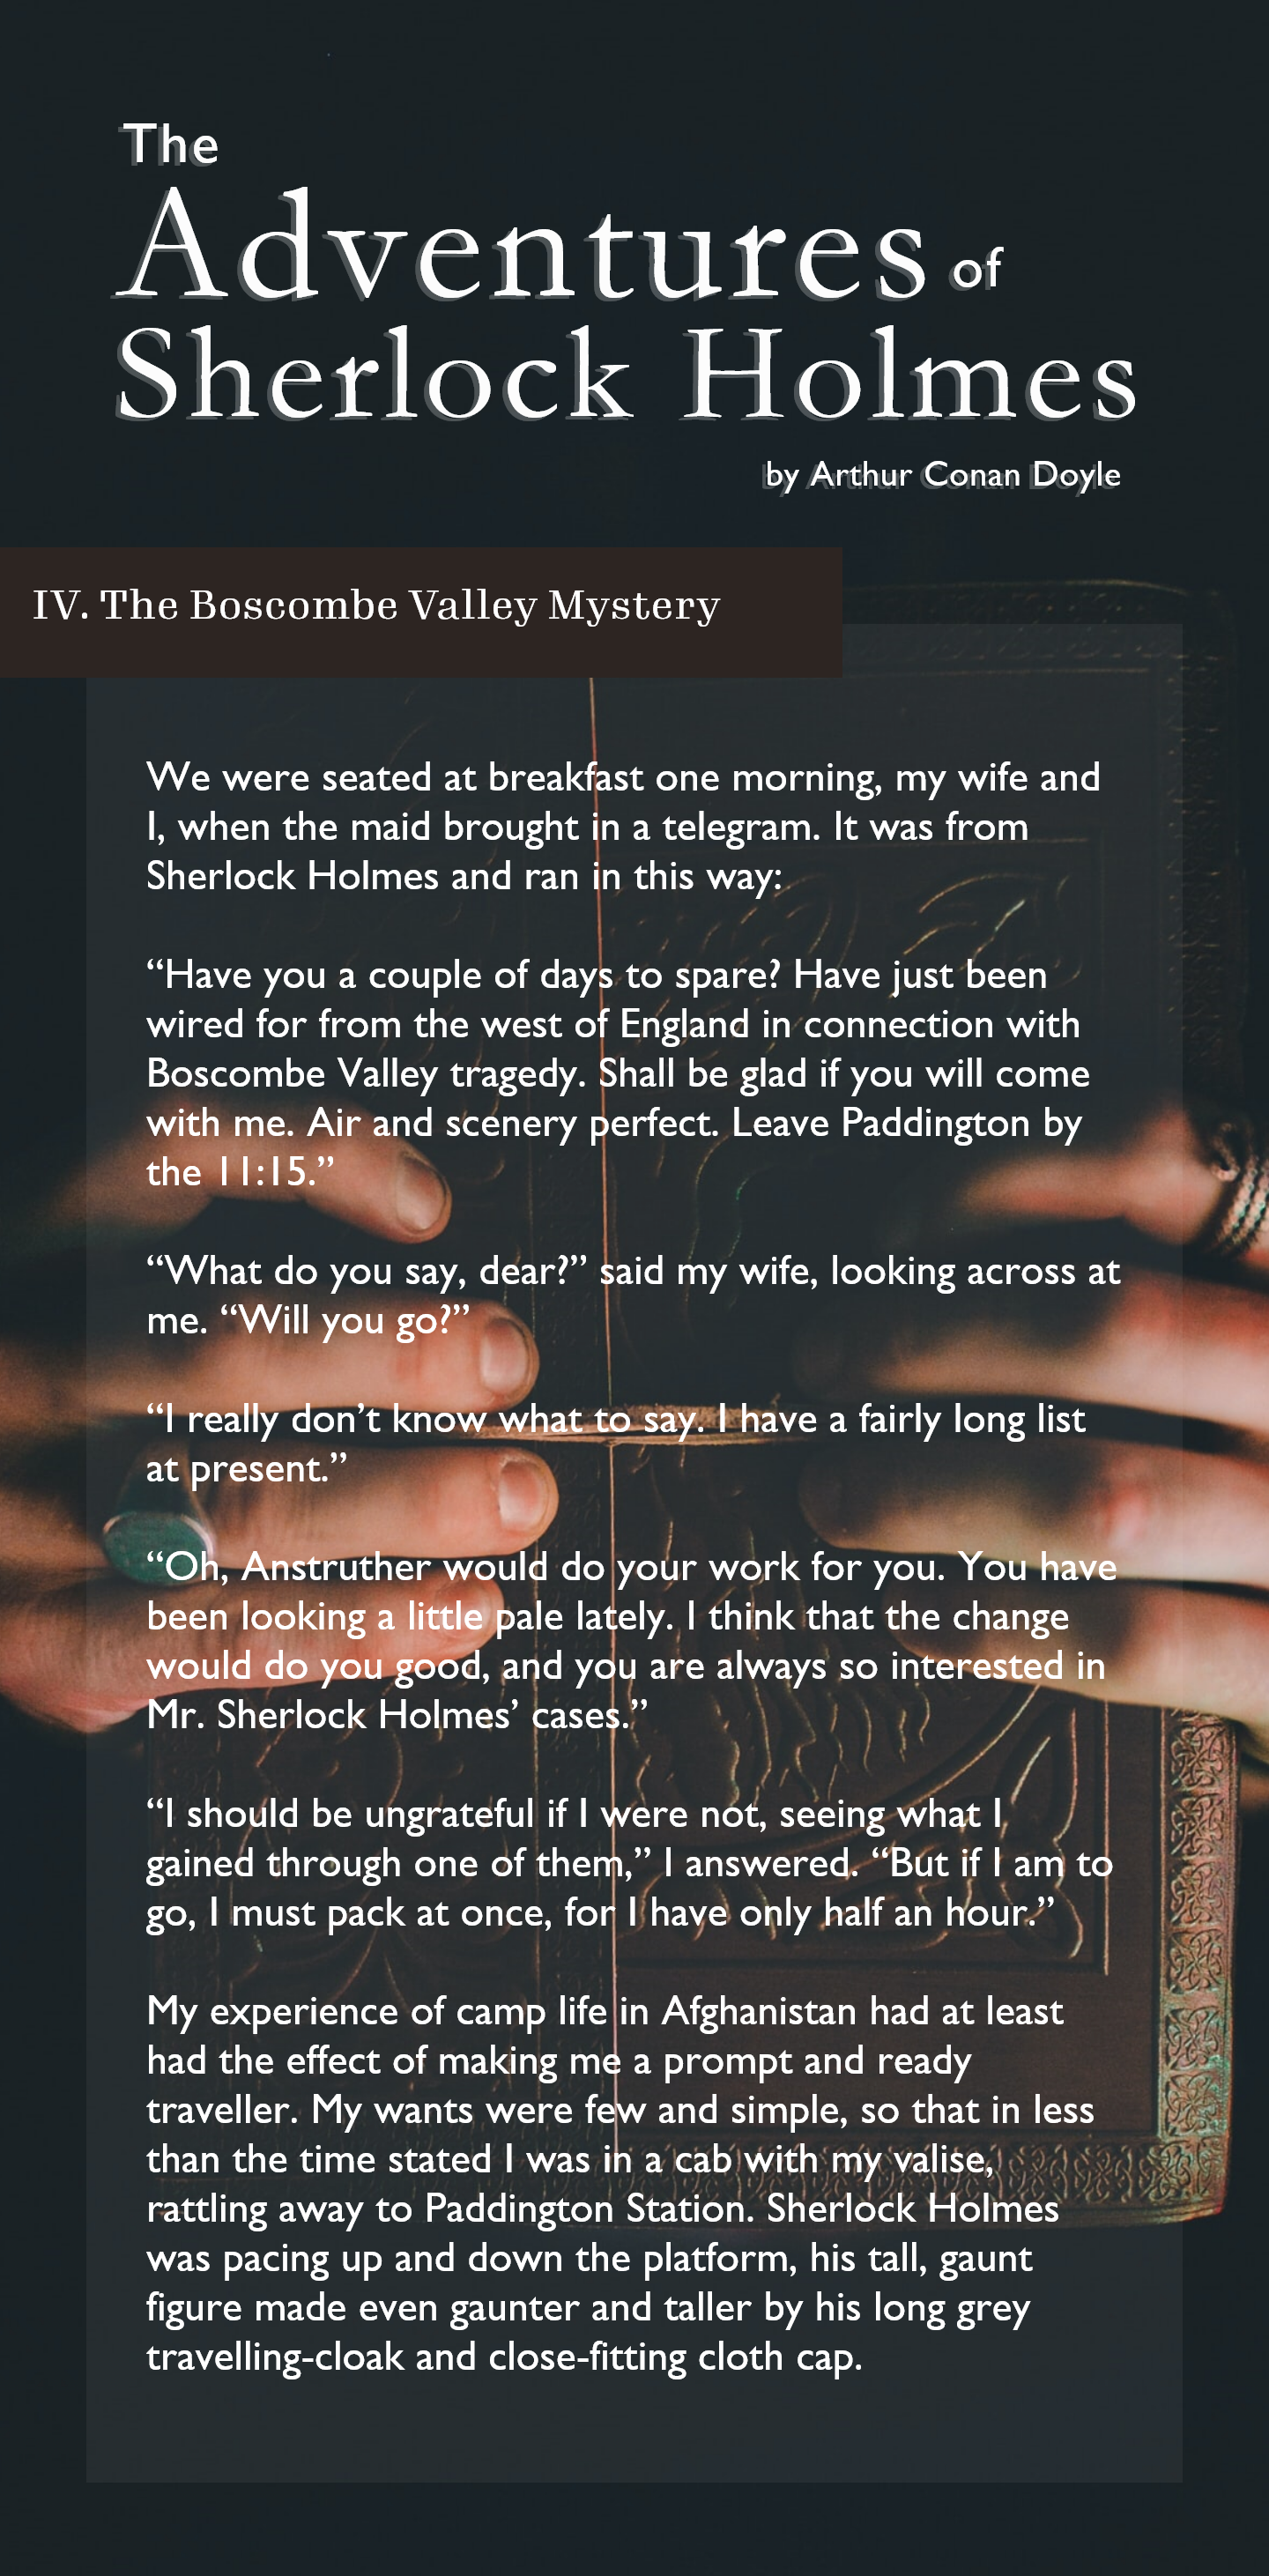 The
Adventures of
Sherlock Holmes
by Arthur Conan Doyle
IV. The Boscombe Valley Mystery
We were seated at breakfast one morning, my wife and
I, when the maid brought in a telegram. It was from
Sherlock Holmes and ran in this way:
“Have you a couple of days to spare? Have just been
wired for from the west of England in connection with
Boscombe Valley tragedy. Shall be glad if you will come
with me. Air and scenery perfect. Leave Paddington by
the 11:15.”
“What do you say, dear?” said my wife, looking across at
me. “Will you go?”
“I really don’t know what to say. I have a fairly long list
at present.”
“Oh, Anstruther would do your work for you. You have
been looking a little pale lately. I think that the change
would do you good, and you are always so interested in
Mr. Sherlock Holmes’ cases.”
“I should be ungrateful if I were not, seeing what I
gained through one of them,” I answered. “But if I am to
go, I must pack at once, for I have only half an hour.”
My experience of camp life in Afghanistan had at least
had the effect of making me a prompt and ready
traveller. My wants were few and simple, so that in less
than the time stated I was in a cab with my valise,
rattling away to Paddington Station. Sherlock Holmes
was pacing up and down the platform, his tall, gaunt
figure made even gaunter and taller by his long grey
travelling-cloak and close-fitting cloth cap.